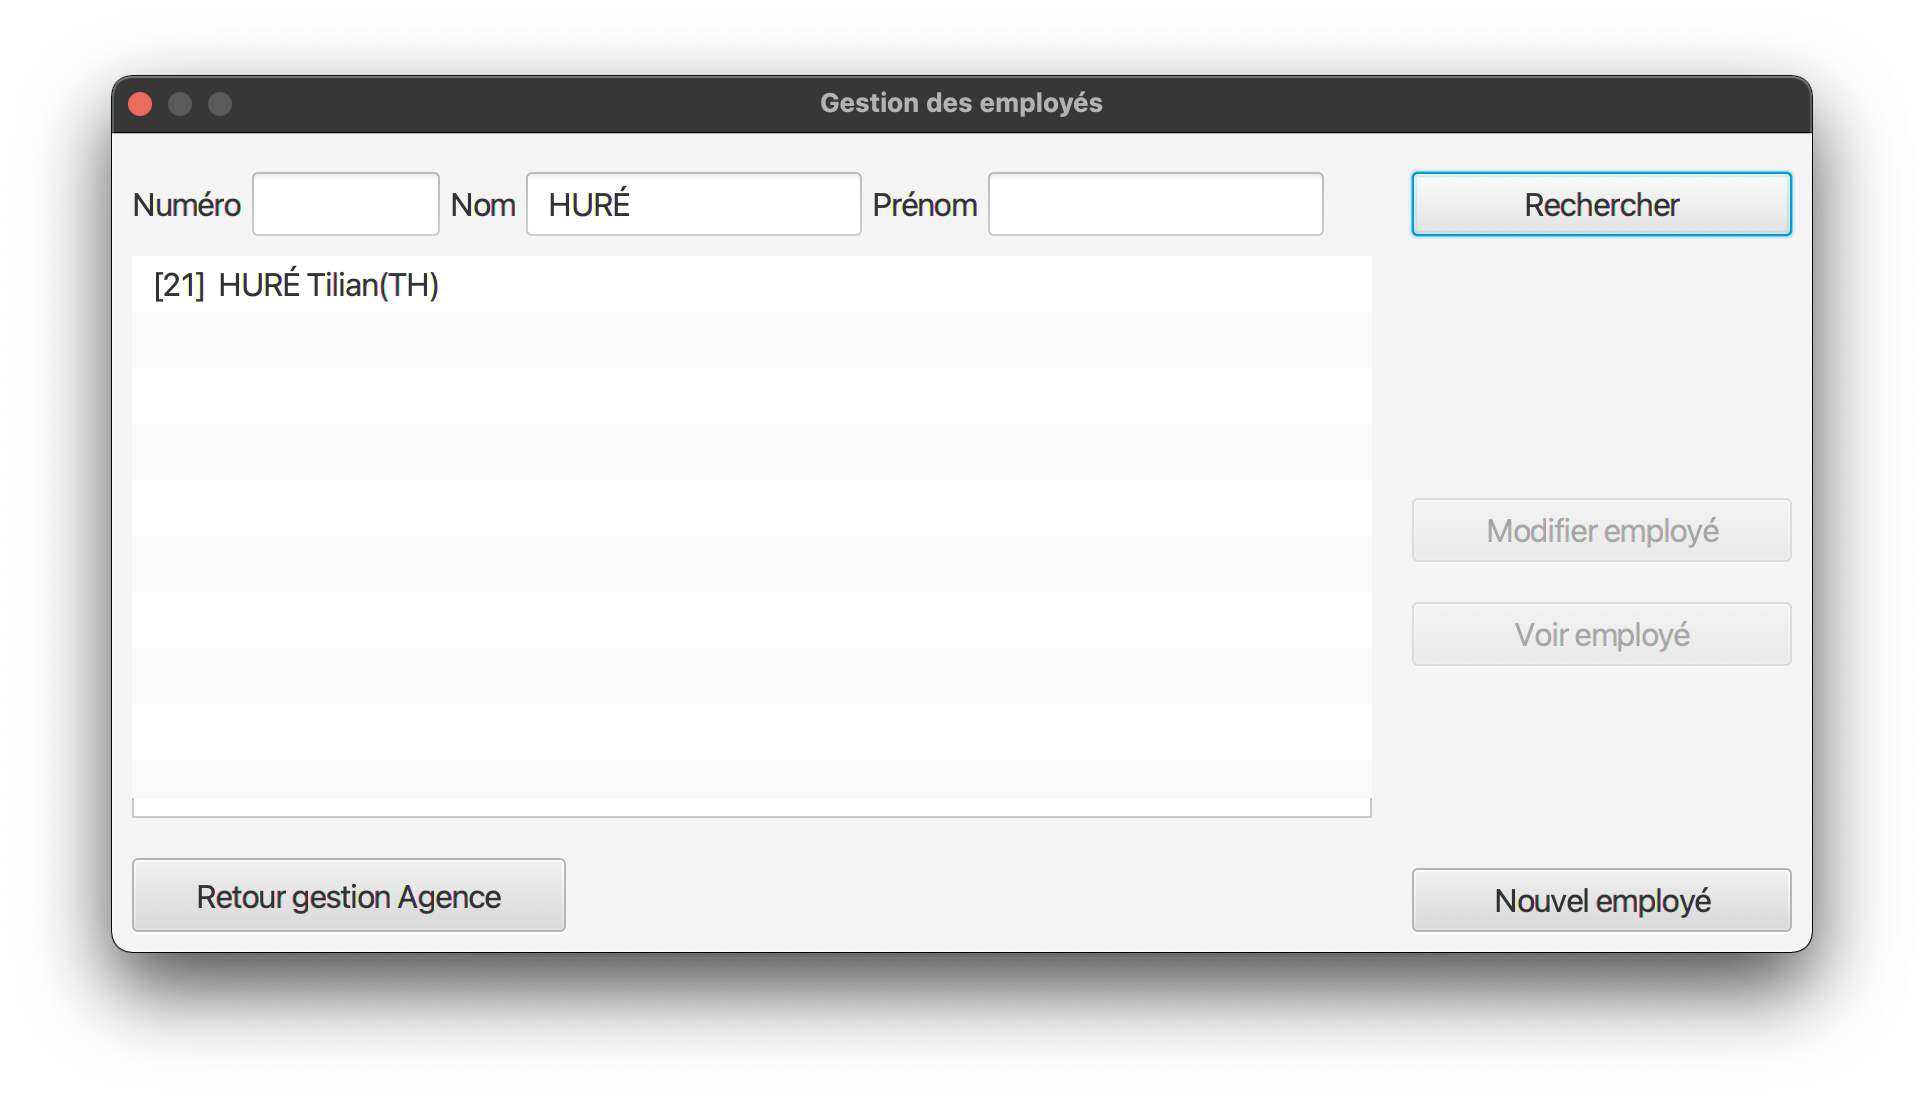 Gestion des employés
Numéro Nom HURÉ Prénom Rechercher
[21] HURÉ Tilian(TH)
Modifier employé
Voir employé
Retour gestion Agence
Nouvel employé